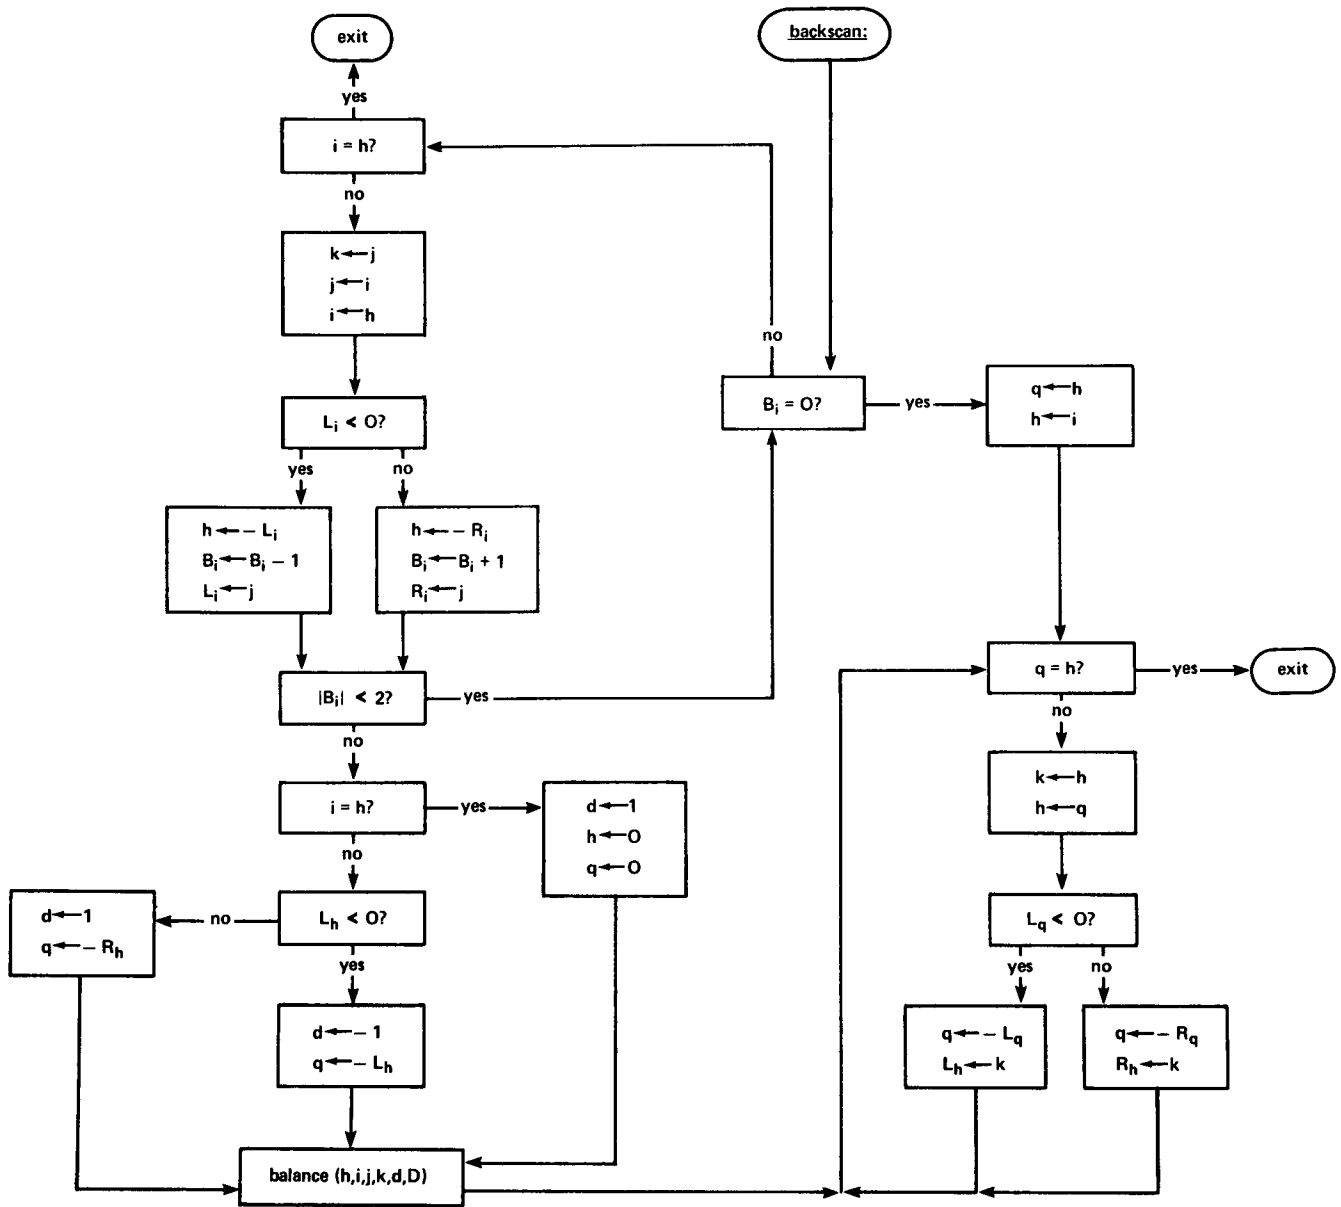 exit
backscan:
yes
i = h?
no
k ← j
j ← i
i ← h
no
L_i < O?
B_i = O?
yes
q ← h
h ← i
yes
no
h ← – L_i
B_i ← B_i – 1
L_i ← j
h ← – R_i
B_i ← B_i + 1
R_i ← j
|B_i| < 2?
yes
q = h?
yes
exit
no
no
i = h?
yes
d ← 1
h ← O
q ← O
k ← h
h ← q
no
d ← 1
q ← – R_h
no
L_h < O?
L_q < O?
yes
yes
no
d ← – 1
q ← – L_h
q ← – L_q
L_h ← k
q ← – R_q
R_h ← k
balance (h,i,j,k,d,D)